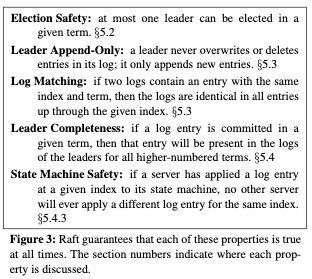 Election Safety: at most one leader can be elected in a
given term. §5.2
Leader Append-Only: a leader never overwrites or deletes
entries in its log; it only appends new entries. §5.3
Log Matching: if two logs contain an entry with the same
index and term, then the logs are identical in all entries
up through the given index. §5.3
Leader Completeness: if a log entry is committed in a
given term, then that entry will be present in the logs
of the leaders for all higher-numbered terms. §5.4
State Machine Safety: if a server has applied a log entry
at a given index to its state machine, no other server
will ever apply a different log entry for the same index.
§5.4.3
Figure 3: Raft guarantees that each of these properties is true
at all times. The section numbers indicate where each prop-
erty is discussed.